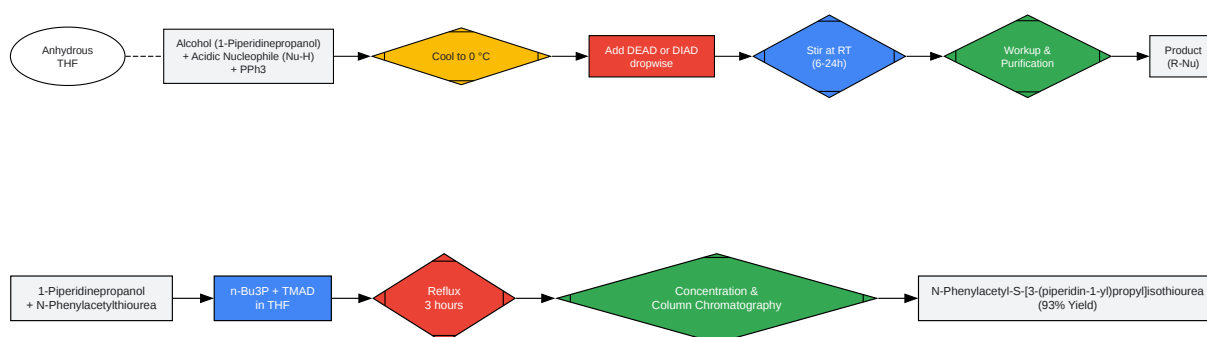 Anhydrous
THF
Alcohol (1-Piperidinepropanol)
+ Acidic Nucleophile (Nu-H)
+ PPh3
Cool to 0 °C
Add DEAD or DIAD
dropwise
Stir at RT
(6-24h)
Workup &
Purification
Product
(R-Nu)
1-Piperidinepropanol
+ N-Phenylacetylthiourea
n-Bu3P + TMAD
in THF
Reflux
3 hours
Concentration &
Column Chromatography
N-Phenylacetyl-S-[3-(piperidin-1-yl)propyl]isothiourea
(93% Yield)